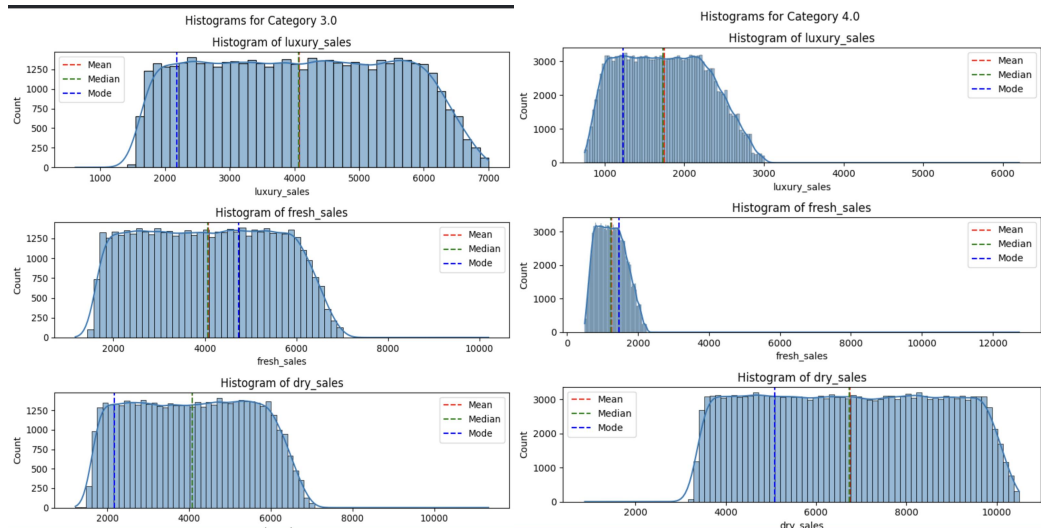 Histograms for Category 3.0
Histogram of luxury_sales
Count
1250
1000
750
500
250
0
Mean
Median
Mode
1000 2000 3000 4000 5000 6000 7000
luxury_sales
Histogram of fresh_sales
Count
1250
1000
750
500
250
0
Mean
Median
Mode
2000 4000 6000 8000 10000
fresh_sales
Histogram of dry_sales
Count
1250
1000
750
500
250
0
Mean
Median
Mode
2000 4000 6000 8000 10000
Histograms for Category 4.0
Histogram of luxury_sales
Count
3000
2000
1000
0
Mean
Median
Mode
1000 2000 3000 4000 5000 6000
luxury_sales
Histogram of fresh_sales
Count
3000
2000
1000
0
Mean
Median
Mode
0 2000 4000 6000 8000 10000 12000
fresh_sales
Histogram of dry_sales
Count
3000
2000
1000
0
Mean
Median
Mode
2000 4000 6000 8000 10000
dry_sales